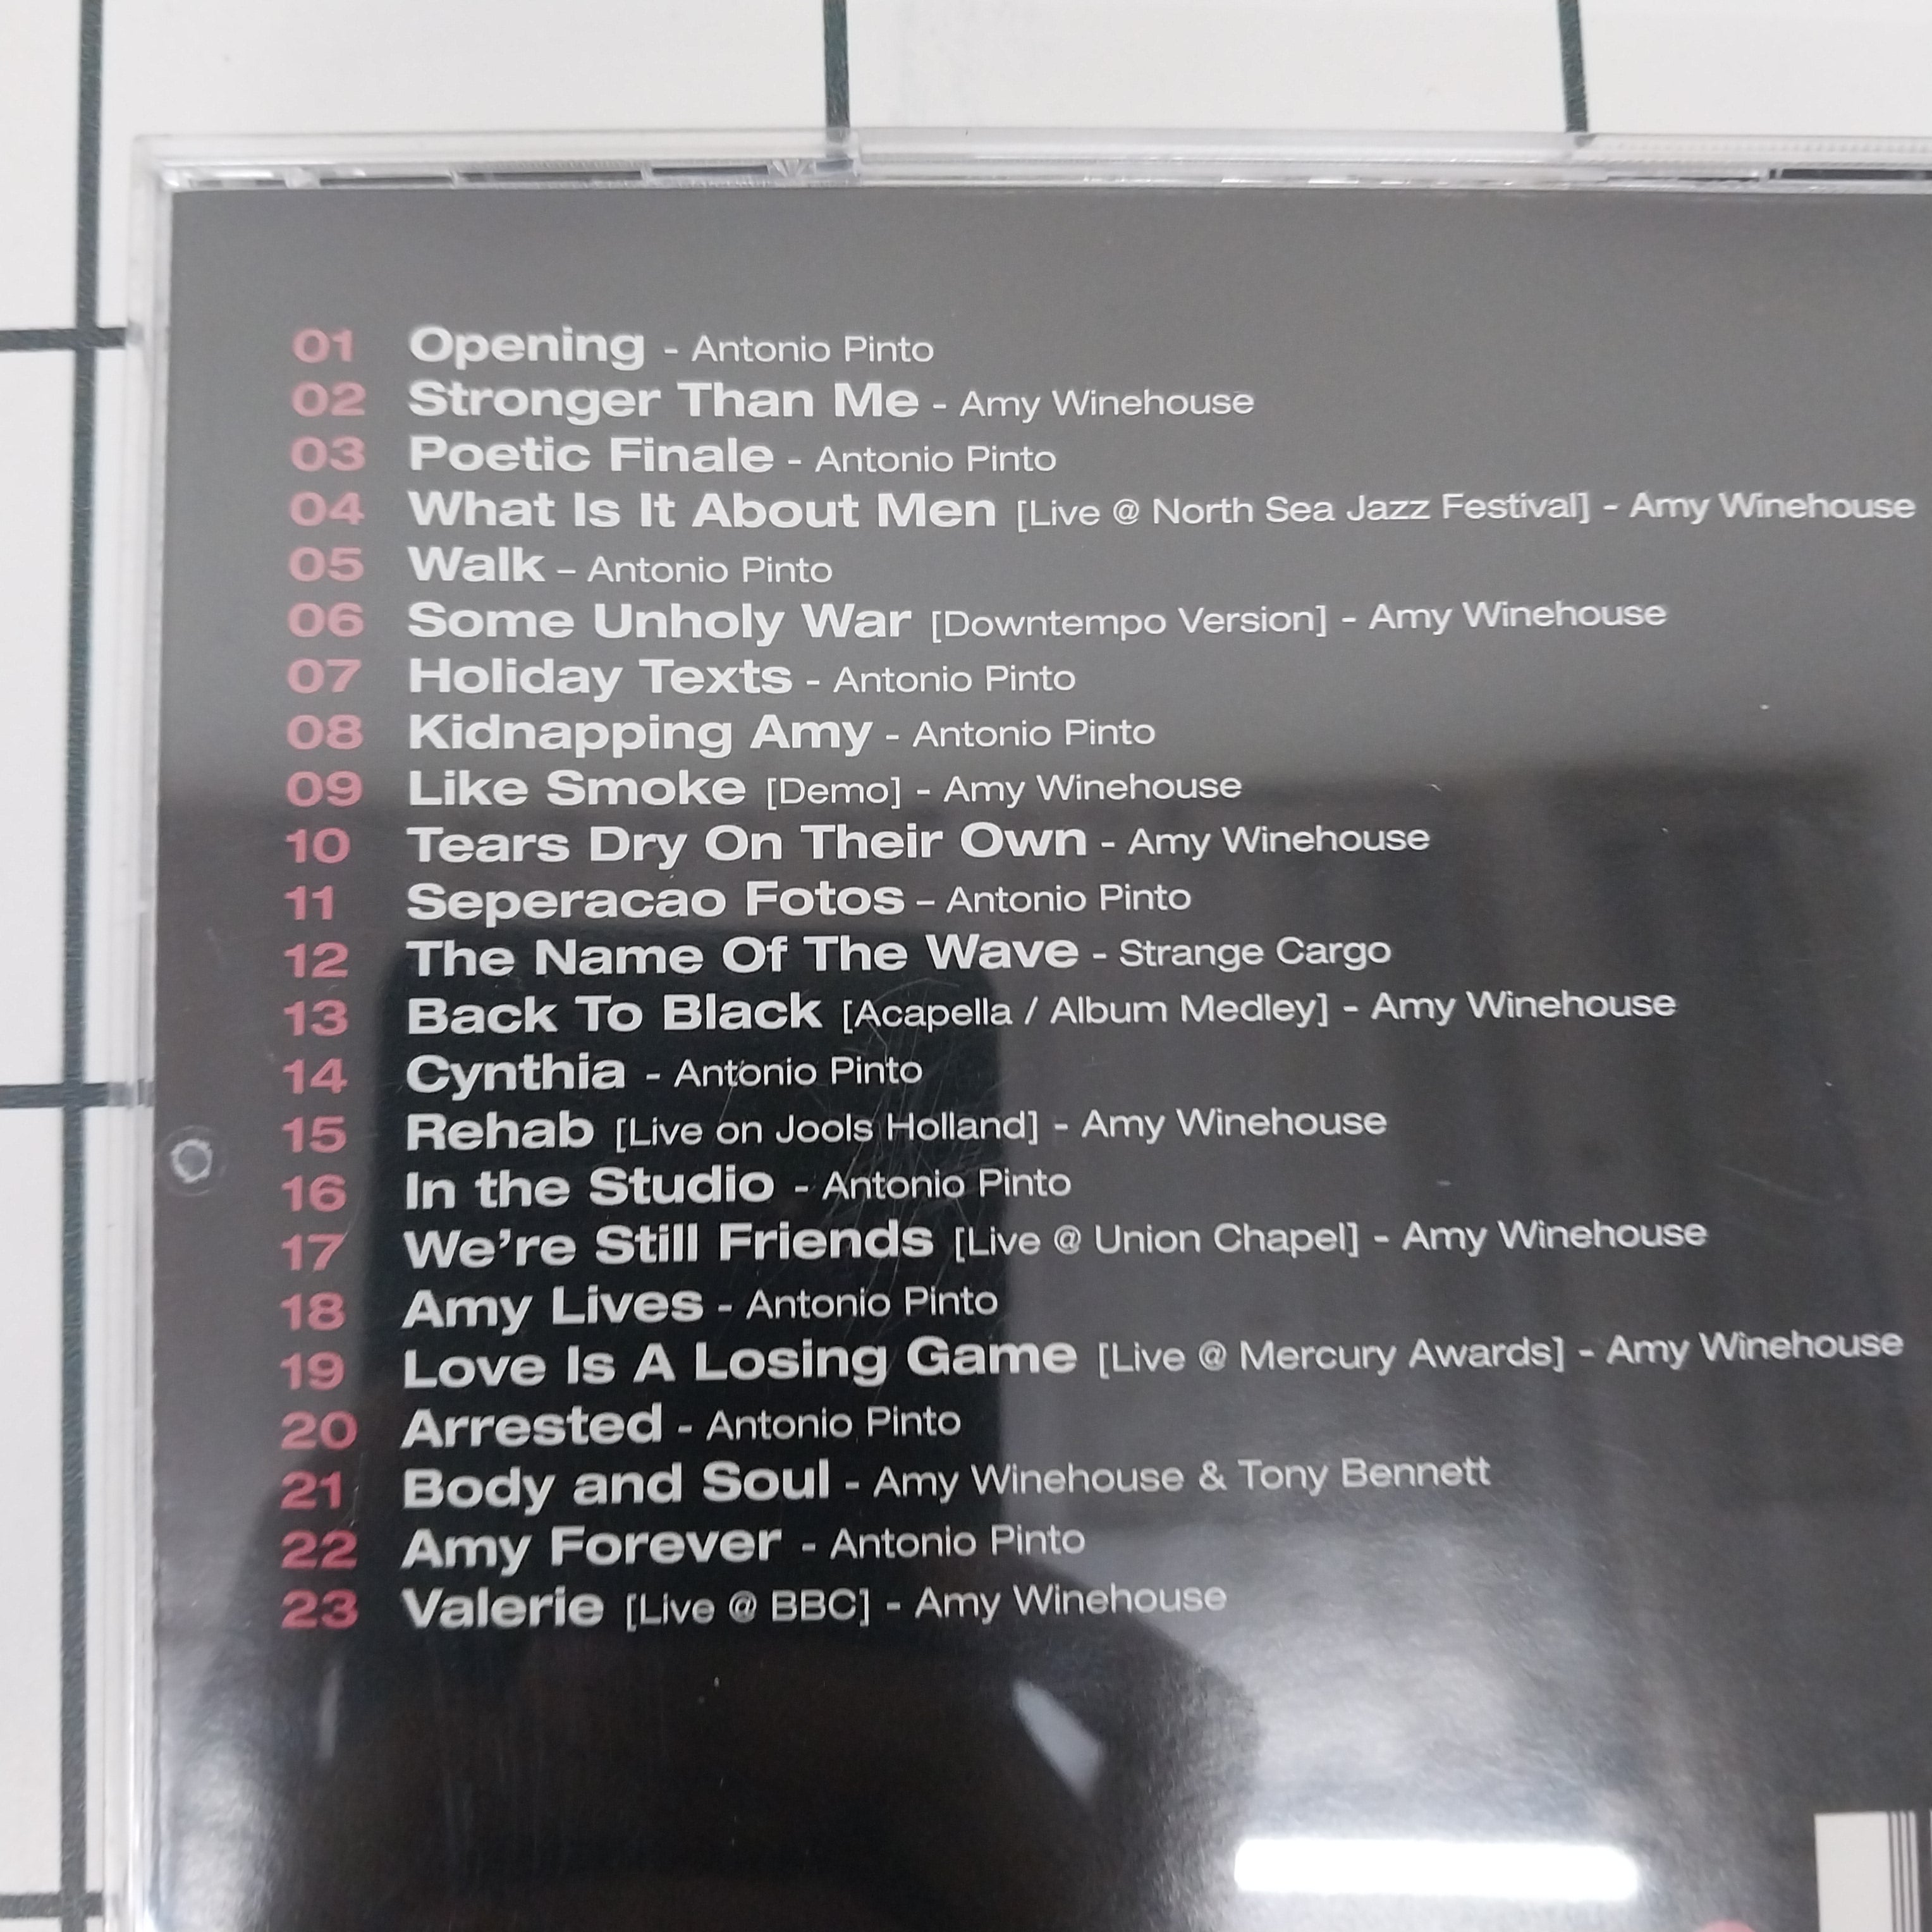 01 Opening - Antonio Pinto
02 Stronger Than Me - Amy Winehouse
03 Poetic Finale - Antonio Pinto
04 What Is It About Men [Live @ North Sea Jazz Festival] - Amy Winehouse
05 Walk – Antonio Pinto
06 Some Unholy War [Downtempo Version] - Amy Winehouse
07 Holiday Texts - Antonio Pinto
08 Kidnapping Amy - Antonio Pinto
09 Like Smoke [Demo] - Amy Winehouse
10 Tears Dry On Their Own - Amy Winehouse
11 Seperacao Fotos – Antonio Pinto
12 The Name Of The Wave - Strange Cargo
13 Back To Black [Acapella / Album Medley] - Amy Winehouse
14 Cynthia - Antonio Pinto
15 Rehab [Live on Jools Holland] - Amy Winehouse
16 In the Studio - Antonio Pinto
17 We're Still Friends [Live @ Union Chapel] - Amy Winehouse
18 Amy Lives - Antonio Pinto
19 Love Is A Losing Game [Live @ Mercury Awards] - Amy Winehouse
20 Arrested - Antonio Pinto
21 Body and Soul - Amy Winehouse & Tony Bennett
22 Amy Forever - Antonio Pinto
23 Valerie [Live @ BBC] - Amy Winehouse